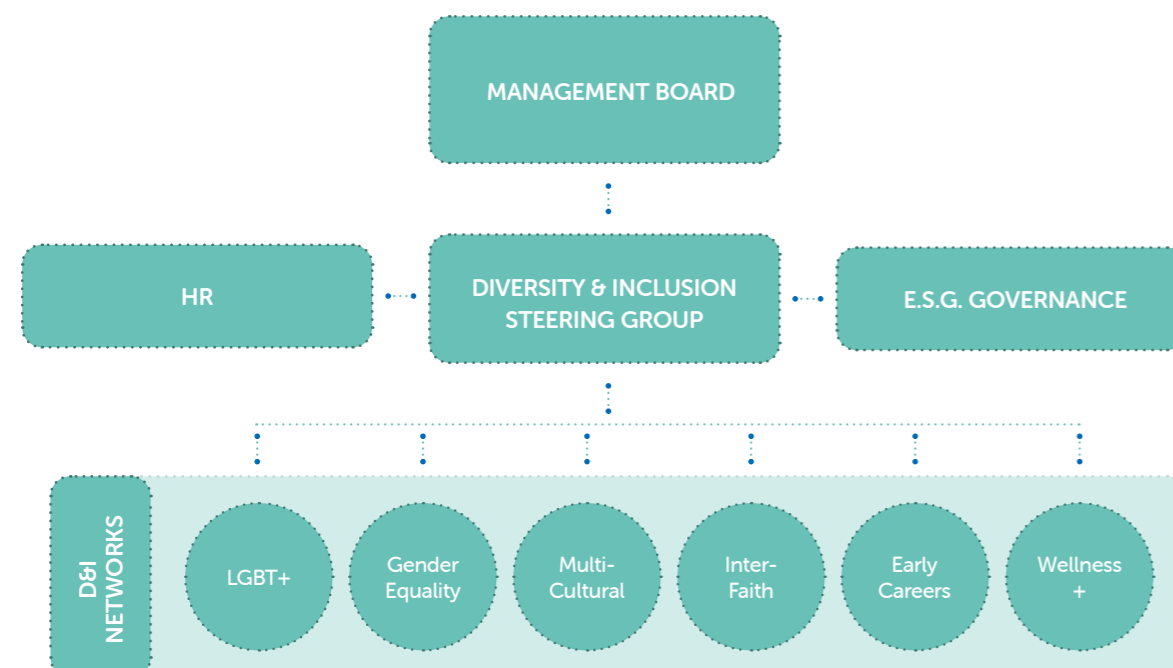 MANAGEMENT BOARD
HR
DIVERSITY & INCLUSION
STEERING GROUP
E.S.G. GOVERNANCE
D&I
NETWORKS
LGBT+
Gender
Equality
Multi-
Cultural
Inter-
Faith
Early
Careers
Wellness
+